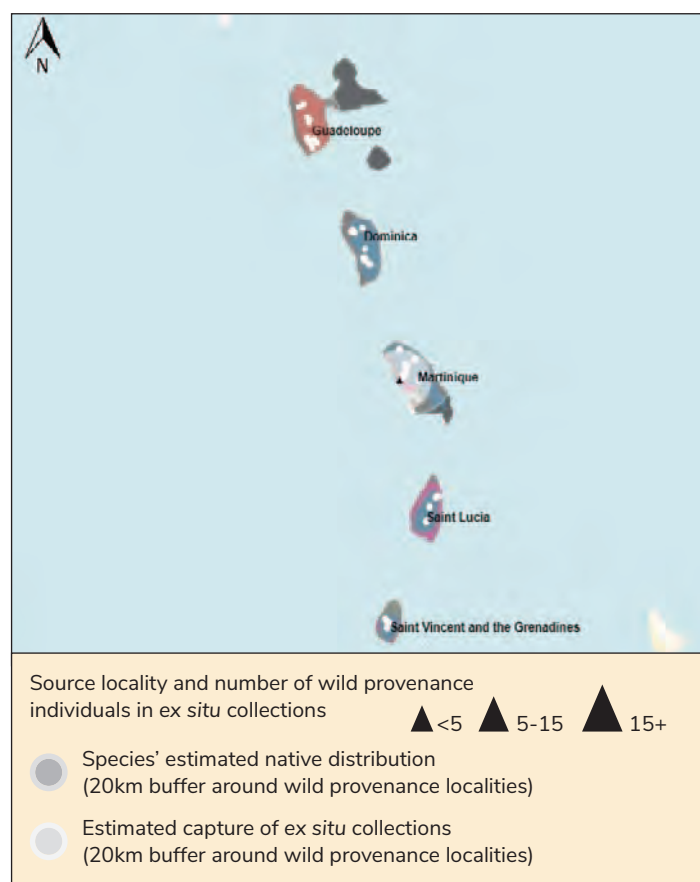 N
Guadeloupe
Dominica
Martinique
Saint Lucia
Saint Vincent and the Grenadines
Source locality and number of wild provenance
individuals in ex situ collections
<5 5-15 15+
Species’ estimated native distribution
(20km buffer around wild provenance localities)
Estimated capture of ex situ collections
(20km buffer around wild provenance localities)